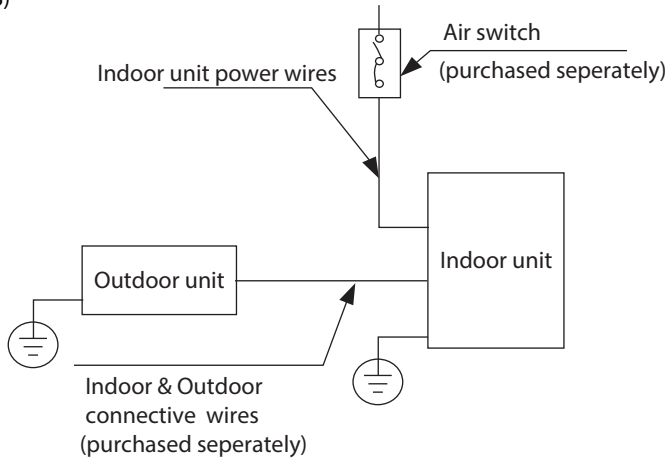 Air switch
(purchased seperately)
Indoor unit power wires
Indoor unit
Outdoor unit
Indoor & Outdoor
connective wires
(purchased seperately)